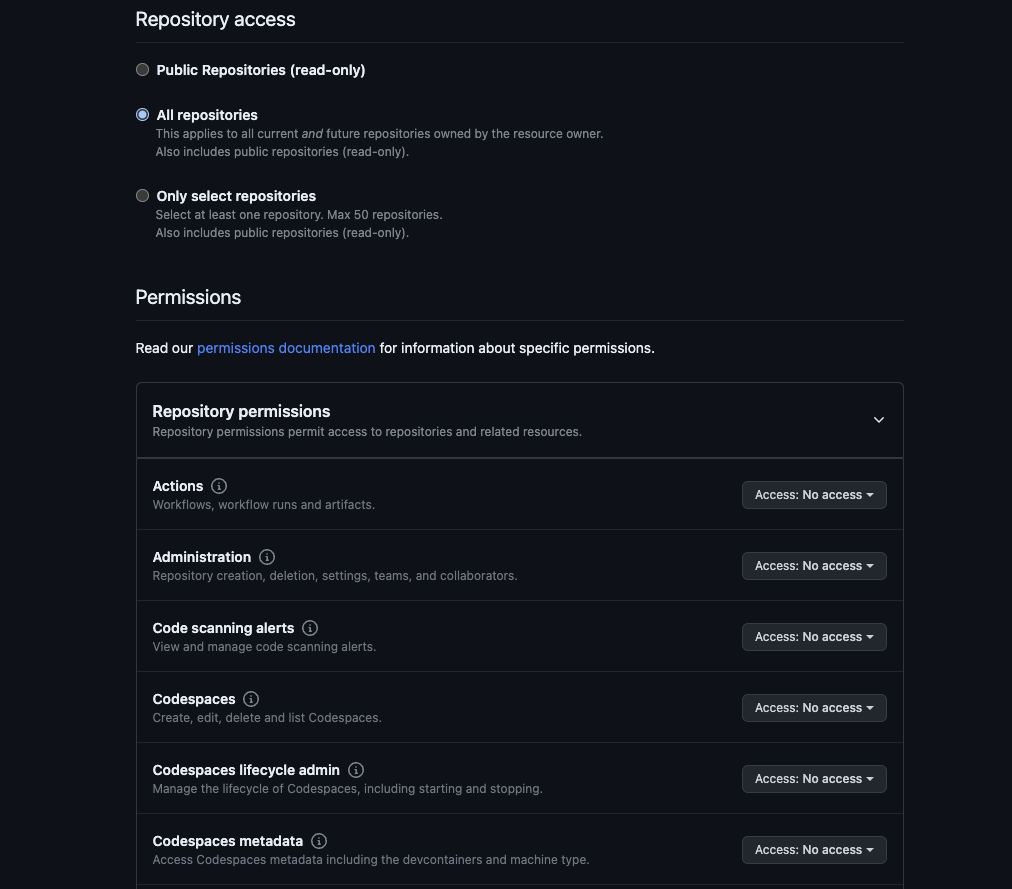 Repository access
Public Repositories (read-only)
All repositories
This applies to all current and future repositories owned by the resource owner.
Also includes public repositories (read-only).
Only select repositories
Select at least one repository. Max 50 repositories.
Also includes public repositories (read-only).
Permissions
Read our permissions documentation for information about specific permissions.
Repository permissions
Repository permissions permit access to repositories and related resources.
Actions
Workflows, workflow runs and artifacts.
Access: No access
Administration
Repository creation, deletion, settings, teams, and collaborators.
Access: No access
Code scanning alerts
View and manage code scanning alerts.
Access: No access
Codespaces
Create, edit, delete and list Codespaces.
Access: No access
Codespaces lifecycle admin
Manage the lifecycle of Codespaces, including starting and stopping.
Access: No access
Codespaces metadata
Access Codespaces metadata including the devcontainers and machine type.
Access: No access